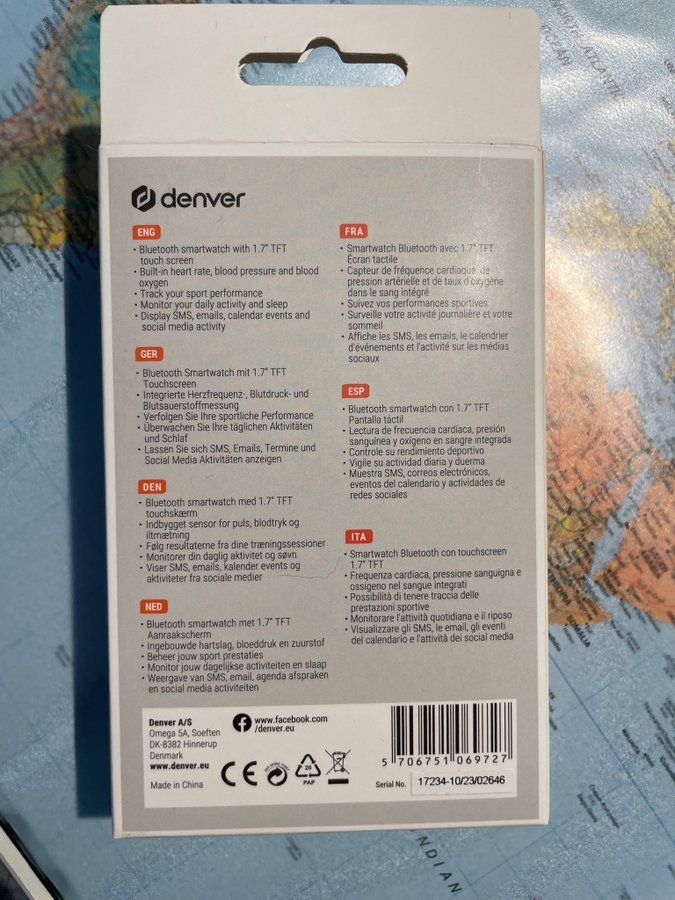 denver
ENG
• Bluetooth smartwatch with 1.7" TFT
touch screen
• Built-in heart rate, blood pressure and blood
oxygen
• Track your sport performance
• Monitor your daily activity and sleep
• Display SMS, emails, calendar events and
social media activity
GER
• Bluetooth Smartwatch mit 1.7" TFT
Touchscreen
• Integrierte Herzfrequenz-, Blutdruck- und
Blutsauerstoffmessung
• Verfolgen Sie Ihre sportliche Performance
• Überwachen Sie Ihre täglichen Aktivitäten
und Schlaf
• Lassen Sie sich SMS, Emails, Termine und
Social Media Aktivitäten anzeigen
DEN
• Bluetooth smartwatch med 1.7" TFT
touchskærm
• Indbygget sensor for puls, blodtryk og
iltmætning
• Følg resultaterne fra dine træningssessioner
• Monitorer din daglig aktivitet og søvn
• Viser SMS, emails, kalender events og
aktiviteter fra sociale medier
NED
• Bluetooth smartwatch met 1.7" TFT
Aanraakscherm
• Ingebouwde hartslag, bloeddruk en zuurstof
• Beheer jouw sport prestaties
• Monitor jouw dagelijkse activiteiten en slaap
• Weergave van SMS, email, agenda afspraken
en social media activiteiten
FRA
• Smartwatch Bluetooth avec 1.7" TFT
Écran tactile
• Capteur de fréquence cardiaque, de
pression artérielle et de taux d'oxygène
dans le sang intégré
• Suivez vos performances sportives
• Surveille votre activité journalière et votre
sommeil
• Affiche les SMS, les emails, le calendrier
d'événements et l'activité sur les médias
sociaux
ESP
• Bluetooth smartwatch con 1.7" TFT
Pantalla táctil
• Lectura de frecuencia cardíaca, presión
sanguínea y oxígeno en sangre integrada
• Controle su rendimiento deportivo
• Vigile su actividad diaria y duerma
• Muestra SMS, correos electrónicos,
eventos del calendario y actividades de
redes sociales
ITA
• Smartwatch Bluetooth con touchscreen
1.7" TFT
• Frequenza cardiaca, pressione sanguigna e
ossigeno nel sangue integrati
• Possibilità di tenere traccia delle
prestazioni sportive
• Monitorare l'attività quotidiana e il riposo
• Visualizzare gli SMS, le email, gli eventi
del calendario e l'attività dei social media
Denver A/S
Omega 5A, Soeften
DK-8382 Hinnerup
Denmark
www.denver.eu
Made in China
www.facebook.com
/denver.eu
CE
20
PAP
5 706751 069727
Serial No. 17234-10/23/02646
SOMALIA
INDIAN